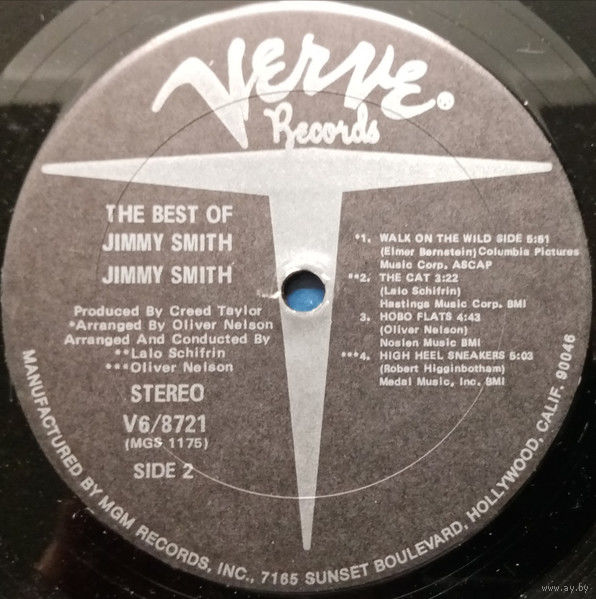 Verve®
Records
THE BEST OF
JIMMY SMITH
JIMMY SMITH
Produced By Creed Taylor
*Arranged By Oliver Nelson
Arranged And Conducted By
**Lalo Schifrin
***Oliver Nelson
STEREO
V6/8721
(MGS 1175)
SIDE 2
*1. WALK ON THE WILD SIDE 5:51
(Elmer Bernstein) Columbia Pictures
Music Corp. ASCAP
**2. THE CAT 3:22
(Lalo Schifrin)
Hastings Music Corp. BMI
3. HOBO FLATS 4:43
(Oliver Nelson)
Noslen Music BMI
***4. HIGH HEEL SNEAKERS 5:03
(Robert Higginbotham)
Medal Music, Inc. BMI
MANUFACTURED BY MGM RECORDS, INC., 7165 SUNSET BOULEVARD, HOLLYWOOD, CALIF. 90046
www.ay.by